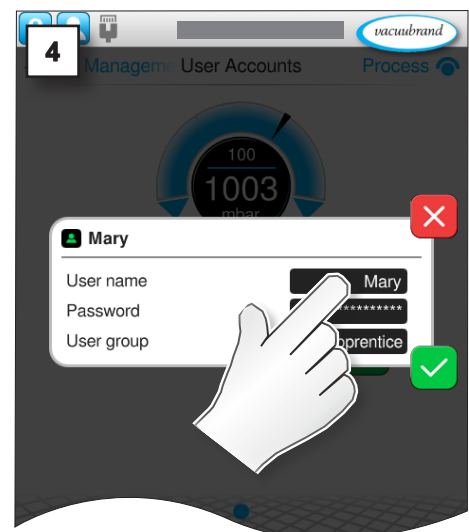 4
vacuubrand
Manageme User Accounts Process
100
1003
mbar
Mary
User name Mary
Password ***********
User group pprentice